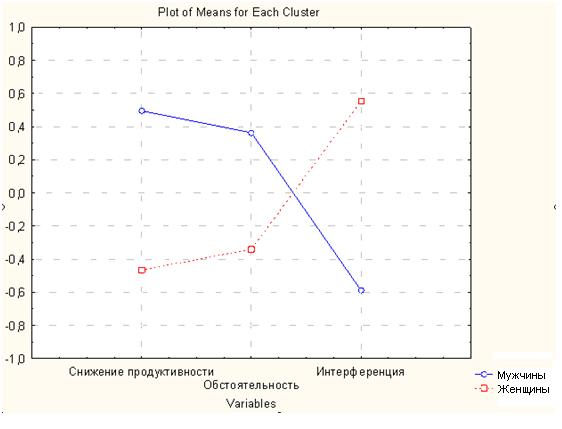 Plot of Means for Each Cluster
1,0
0,8
0,6
0,4
0,2
0,0
-0,2
-0,4
-0,6
-0,8
-1,0
Снижение продуктивности
Обстоятельность
Интерференция
Variables
Мужчины
Женщины